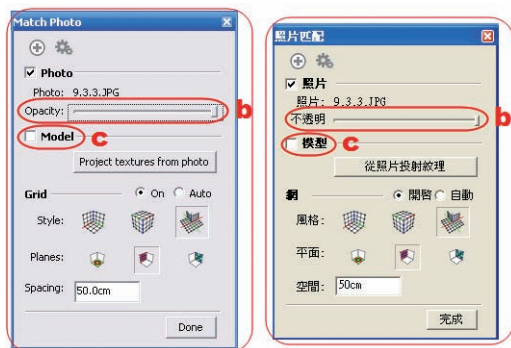 Match Photo
Photo
Photo: 9.3.3.JPG
Opacity:
b
Model
c
Project textures from photo
Grid
On
Auto
Style:
Planes:
Spacing:
50.0cm
Done
照片匹配
照片
照片: 9.3.3.JPG
不透明
b
模型
c
從照片投射紋理
網
開啓
自動
風格:
平面:
空間:
50cm
完成